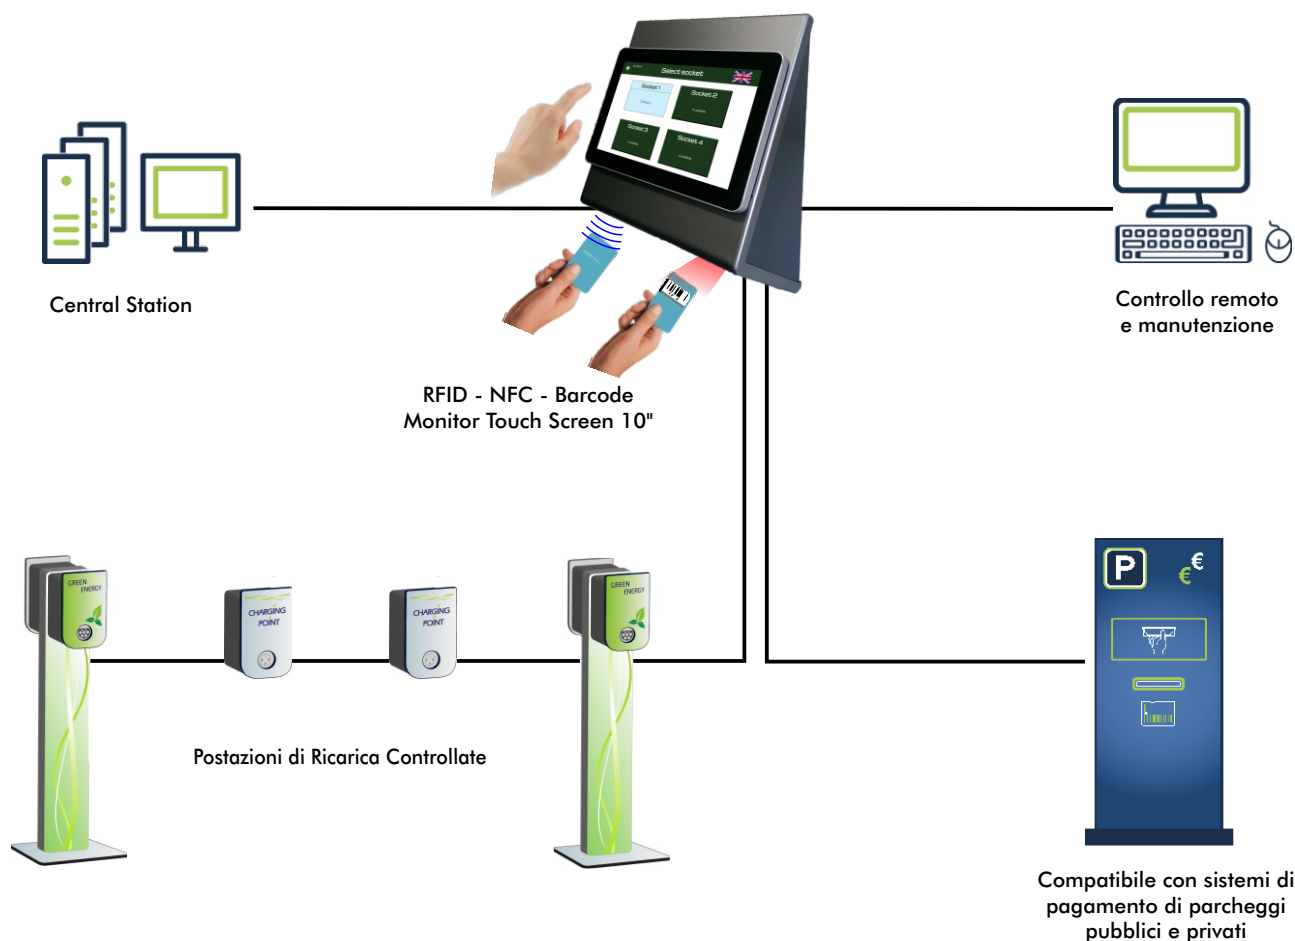 Select socket
Socket 1
Socket 2
Socket 3
Socket 4
Central Station
Controllo remoto
e manutenzione
RFID - NFC - Barcode
Monitor Touch Screen 10"
GREEN
ENERGY
CHARGING
POINT
CHARGING
POINT
GREEN
ENERGY
P
€
€
Postazioni di Ricarica Controllate
Compatibile con sistemi di
pagamento di parcheggi
pubblici e privati